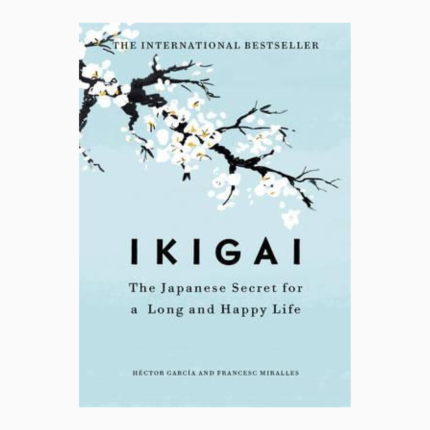 THE INTERNATIONAL BESTSELLER
IKIGAI
The Japanese Secret for
a Long and Happy Life
HÉCTOR GARCÍA AND FRANCESC MIRALLES